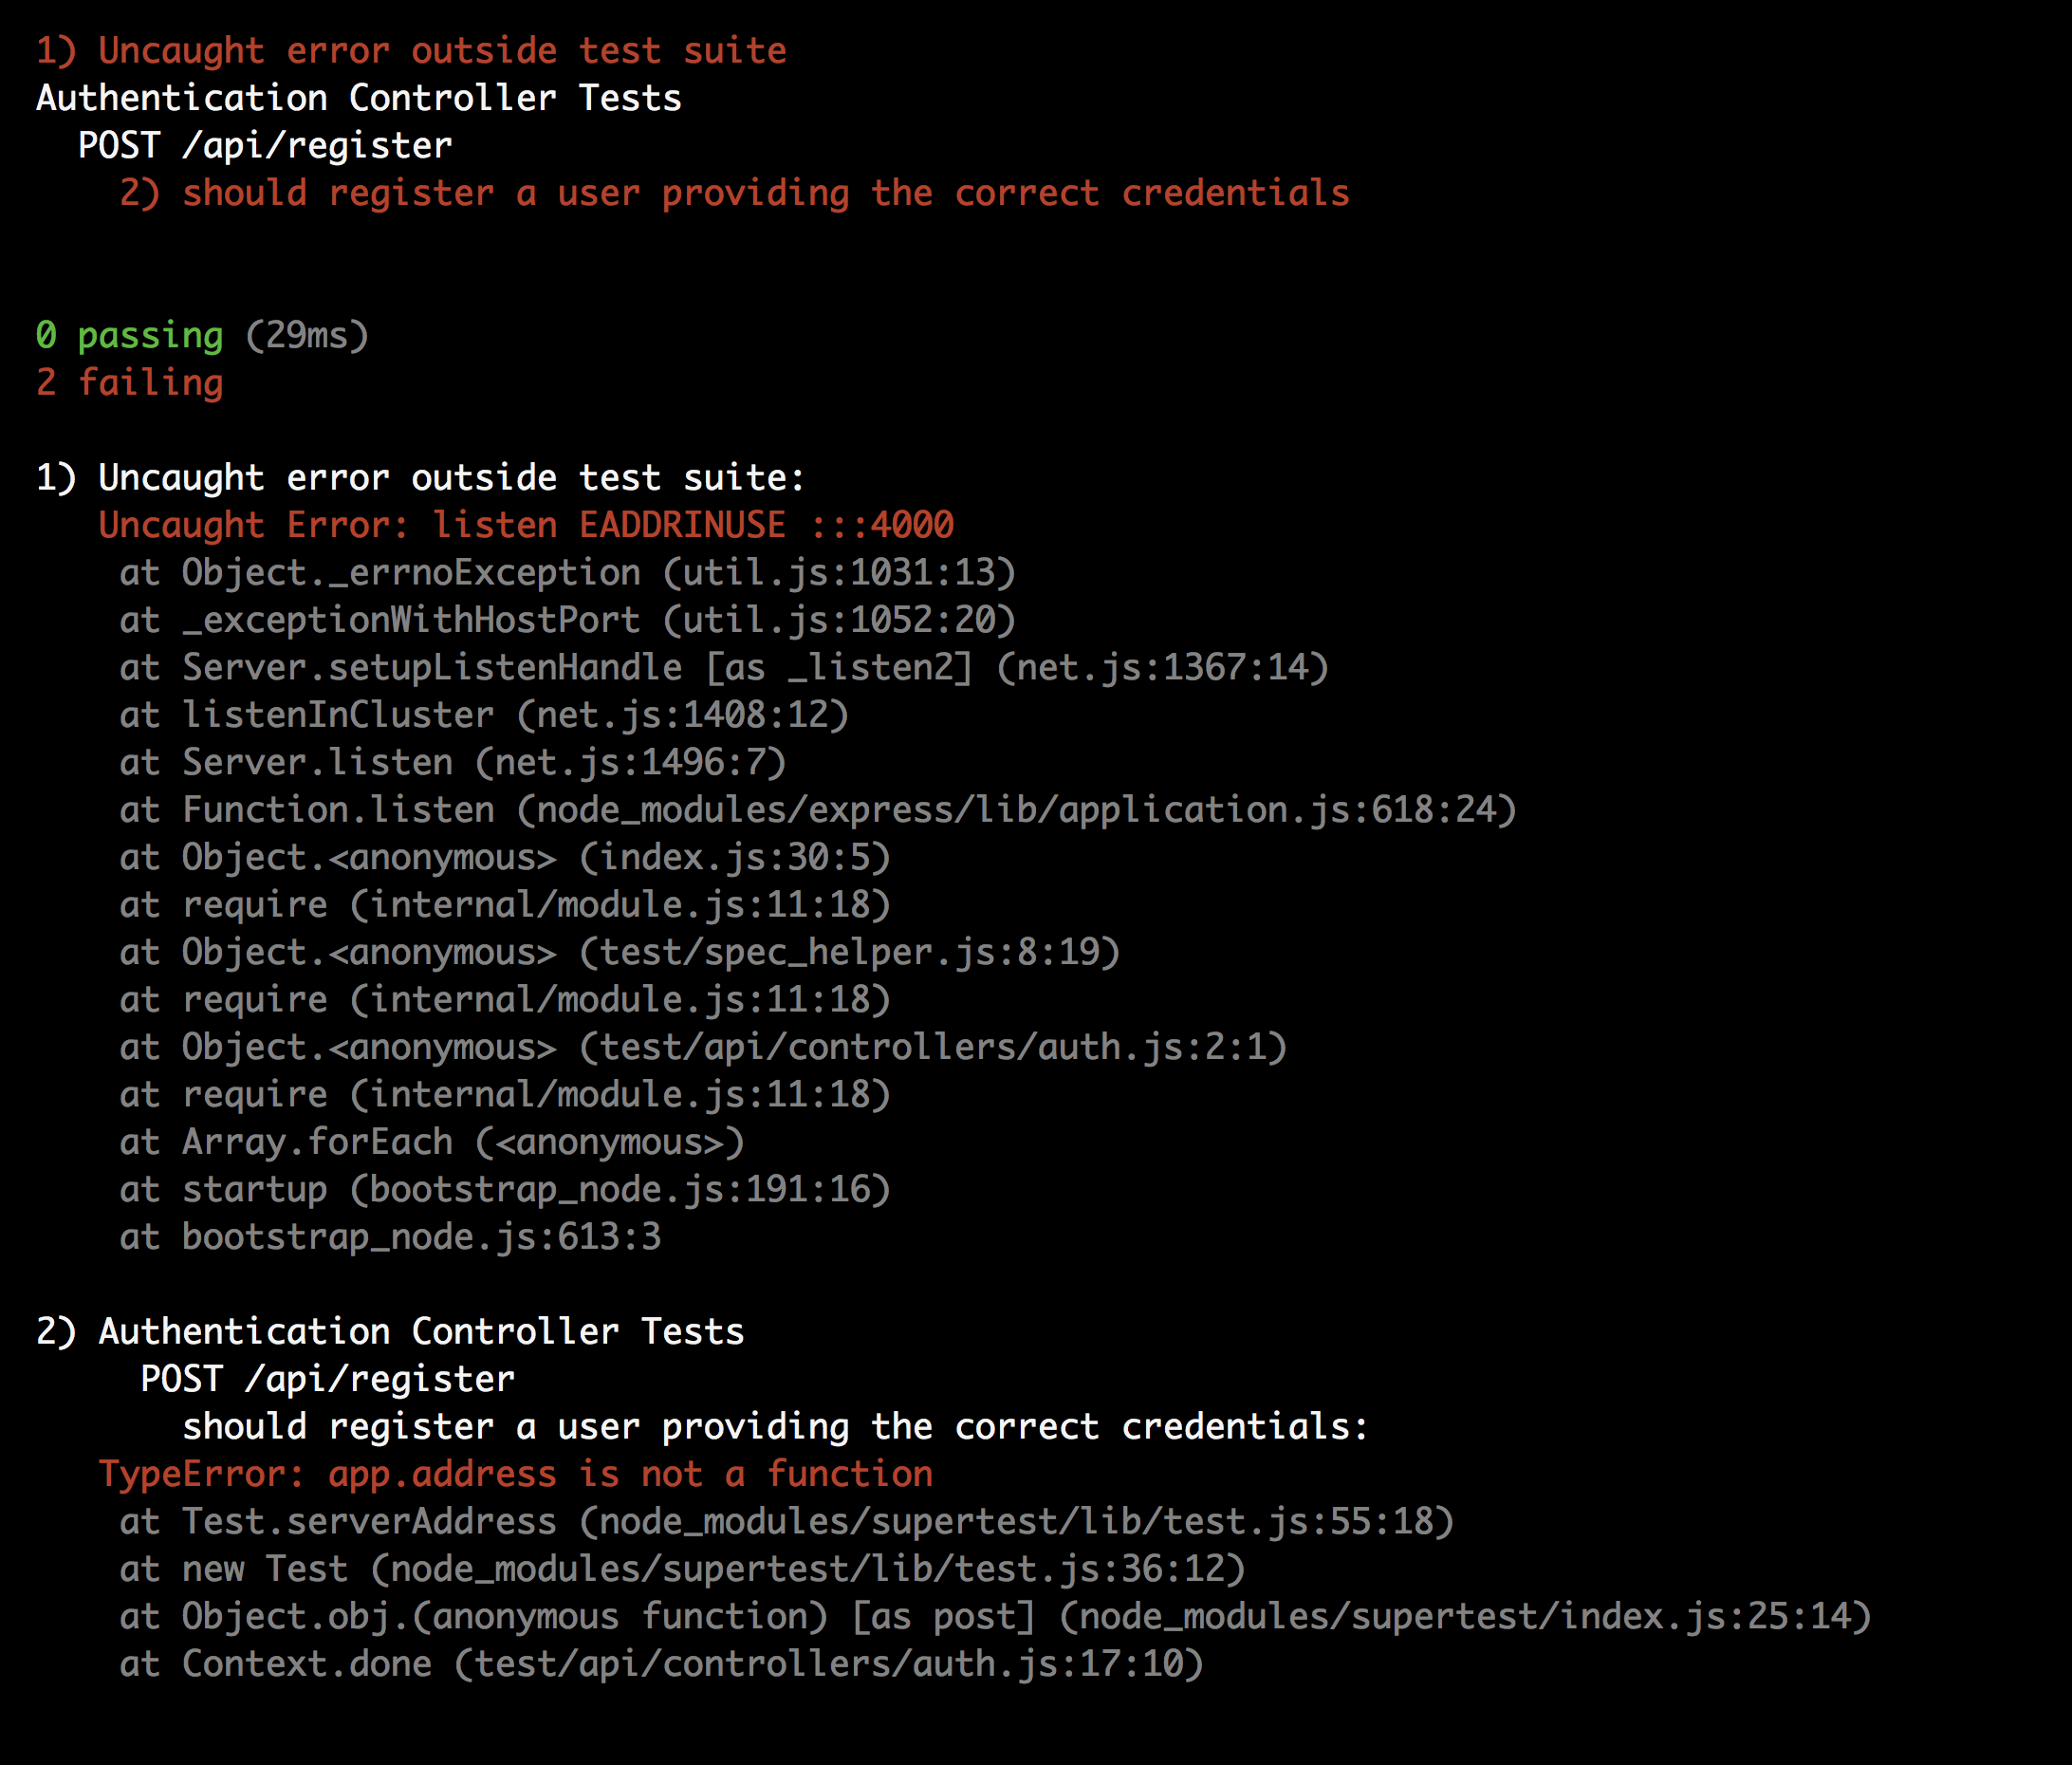 1) Uncaught error outside test suite
Authentication Controller Tests
  POST /api/register
    2) should register a user providing the correct credentials
0 passing (29ms)
2 failing
1) Uncaught error outside test suite:
   Uncaught Error: listen EADDRINUSE :::4000
    at Object._errnoException (util.js:1031:13)
    at _exceptionWithHostPort (util.js:1052:20)
    at Server.setupListenHandle [as _listen2] (net.js:1367:14)
    at listenInCluster (net.js:1408:12)
    at Server.listen (net.js:1496:7)
    at Function.listen (node_modules/express/lib/application.js:618:24)
    at Object.<anonymous> (index.js:30:5)
    at require (internal/module.js:11:18)
    at Object.<anonymous> (test/spec_helper.js:8:19)
    at require (internal/module.js:11:18)
    at Object.<anonymous> (test/api/controllers/auth.js:2:1)
    at require (internal/module.js:11:18)
    at Array.forEach (<anonymous>)
    at startup (bootstrap_node.js:191:16)
    at bootstrap_node.js:613:3
2) Authentication Controller Tests
     POST /api/register
       should register a user providing the correct credentials:
   TypeError: app.address is not a function
    at Test.serverAddress (node_modules/supertest/lib/test.js:55:18)
    at new Test (node_modules/supertest/lib/test.js:36:12)
    at Object.obj.(anonymous function) [as post] (node_modules/supertest/index.js:25:14)
    at Context.done (test/api/controllers/auth.js:17:10)